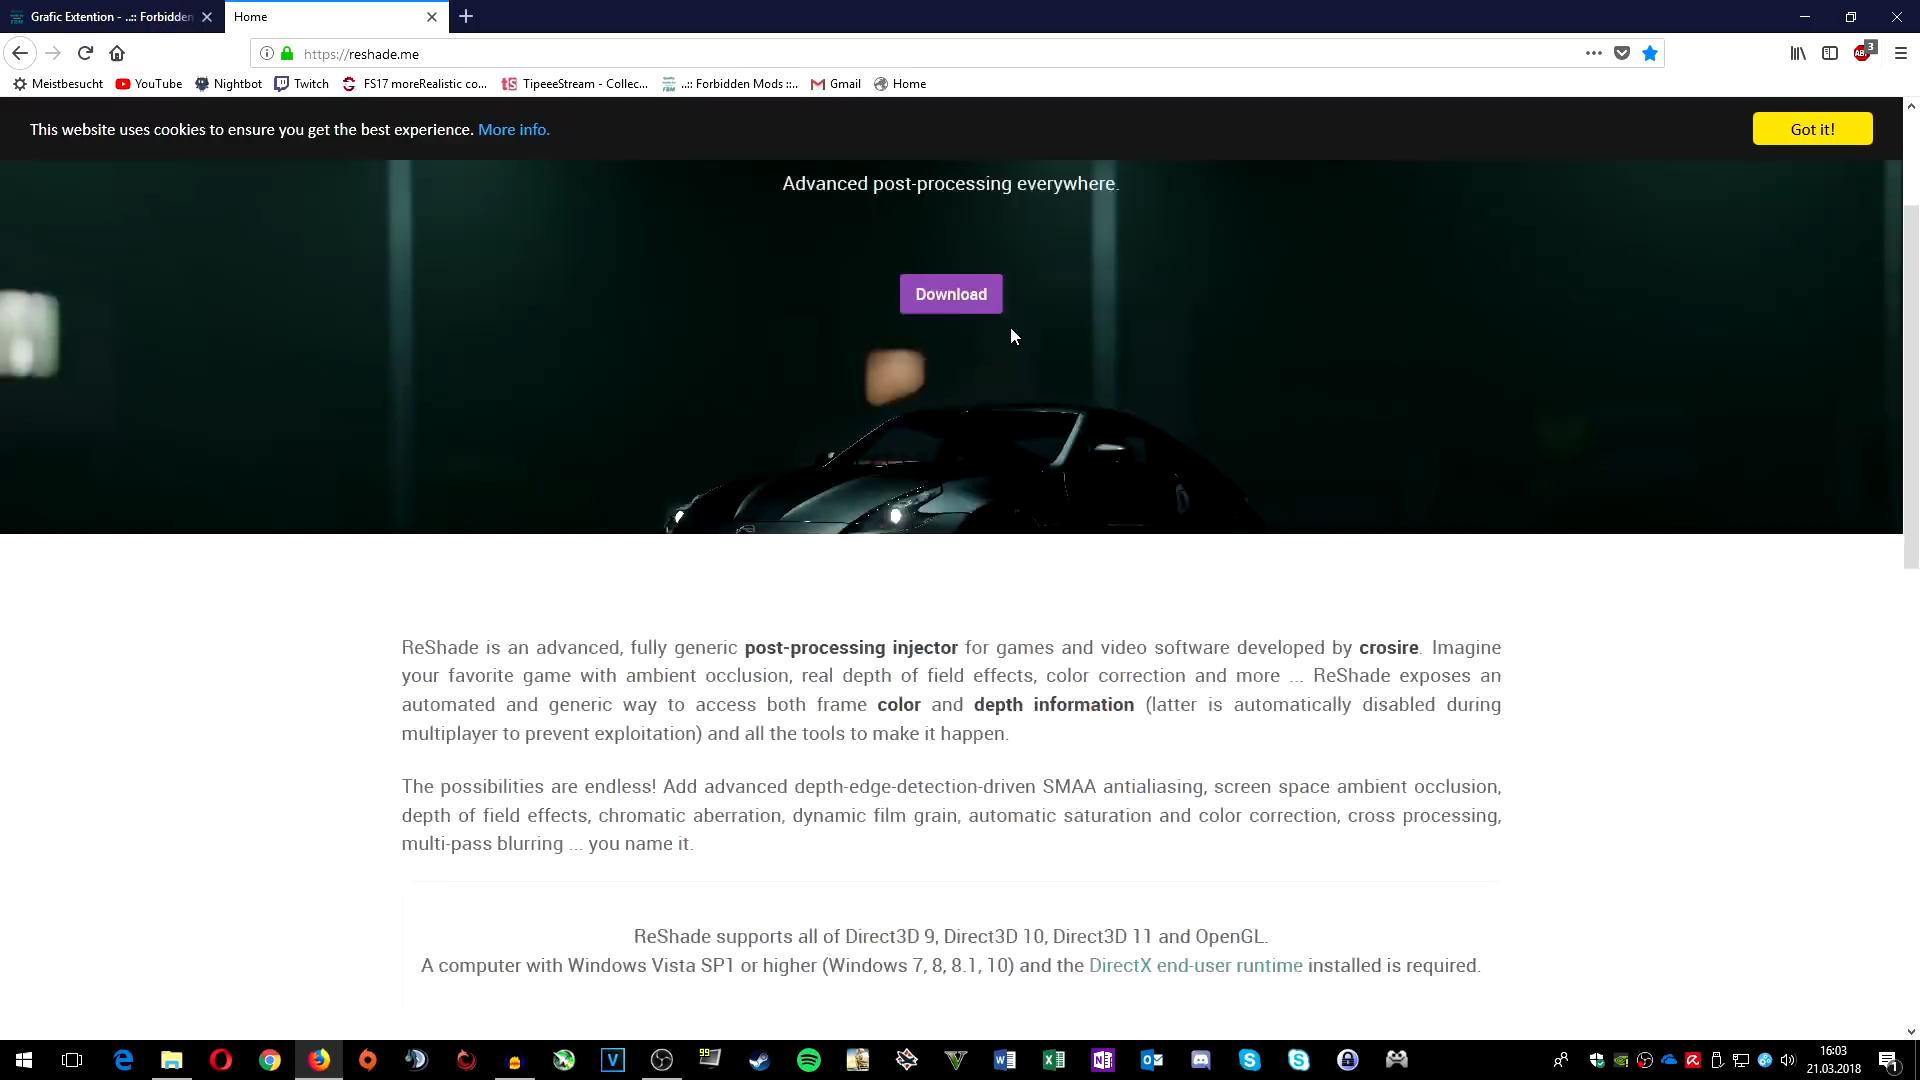 Grafic Extention - ..:: Forbidden
Home
https://reshade.me
3
Meistbesucht
YouTube
Nightbot
Twitch
FS17 moreRealistic co...
TipeeeStream - Collec...
..:: Forbidden Mods ::..
Gmail
Home
This website uses cookies to ensure you get the best experience. More info.
Got it!
Advanced post-processing everywhere.
Download
ReShade is an advanced, fully generic post-processing injector for games and video software developed by crosire. Imagine
your favorite game with ambient occlusion, real depth of field effects, color correction and more ... ReShade exposes an
automated and generic way to access both frame color and depth information (latter is automatically disabled during
multiplayer to prevent exploitation) and all the tools to make it happen.
The possibilities are endless! Add advanced depth-edge-detection-driven SMAA antialiasing, screen space ambient occlusion,
depth of field effects, chromatic aberration, dynamic film grain, automatic saturation and color correction, cross processing,
multi-pass blurring ... you name it.
ReShade supports all of Direct3D 9, Direct3D 10, Direct3D 11 and OpenGL.
A computer with Windows Vista SP1 or higher (Windows 7, 8, 8.1, 10) and the DirectX end-user runtime installed is required.
16:03
21.03.2018
1